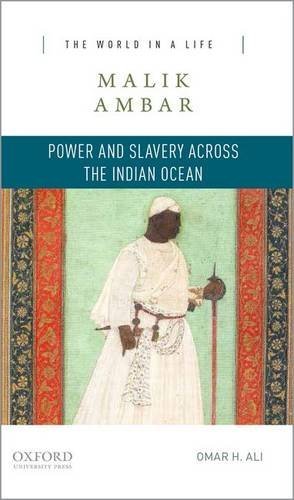 THE WORLD IN A LIFE
MALIK
AMBAR
POWER AND SLAVERY ACROSS
THE INDIAN OCEAN
OXFORD
UNIVERSITY PRESS
OMAR H. ALI